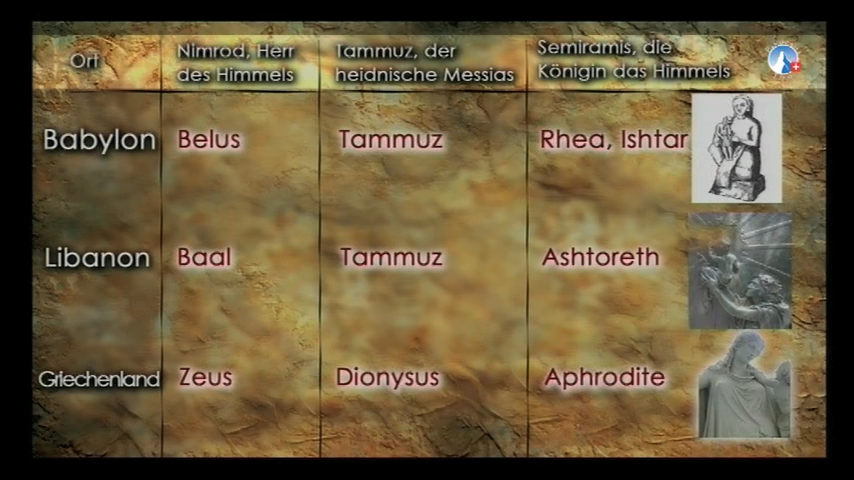 Ort
Nimrod, Herr
des Himmels
Tammuz, der
heidnische Messias
Semiramis, die
Königin das Himmels
Babylon Belus Tammuz Rhea, Ishtar
Libanon Baal Tammuz Ashtoreth
Griechenland Zeus Dionysus Aphrodite